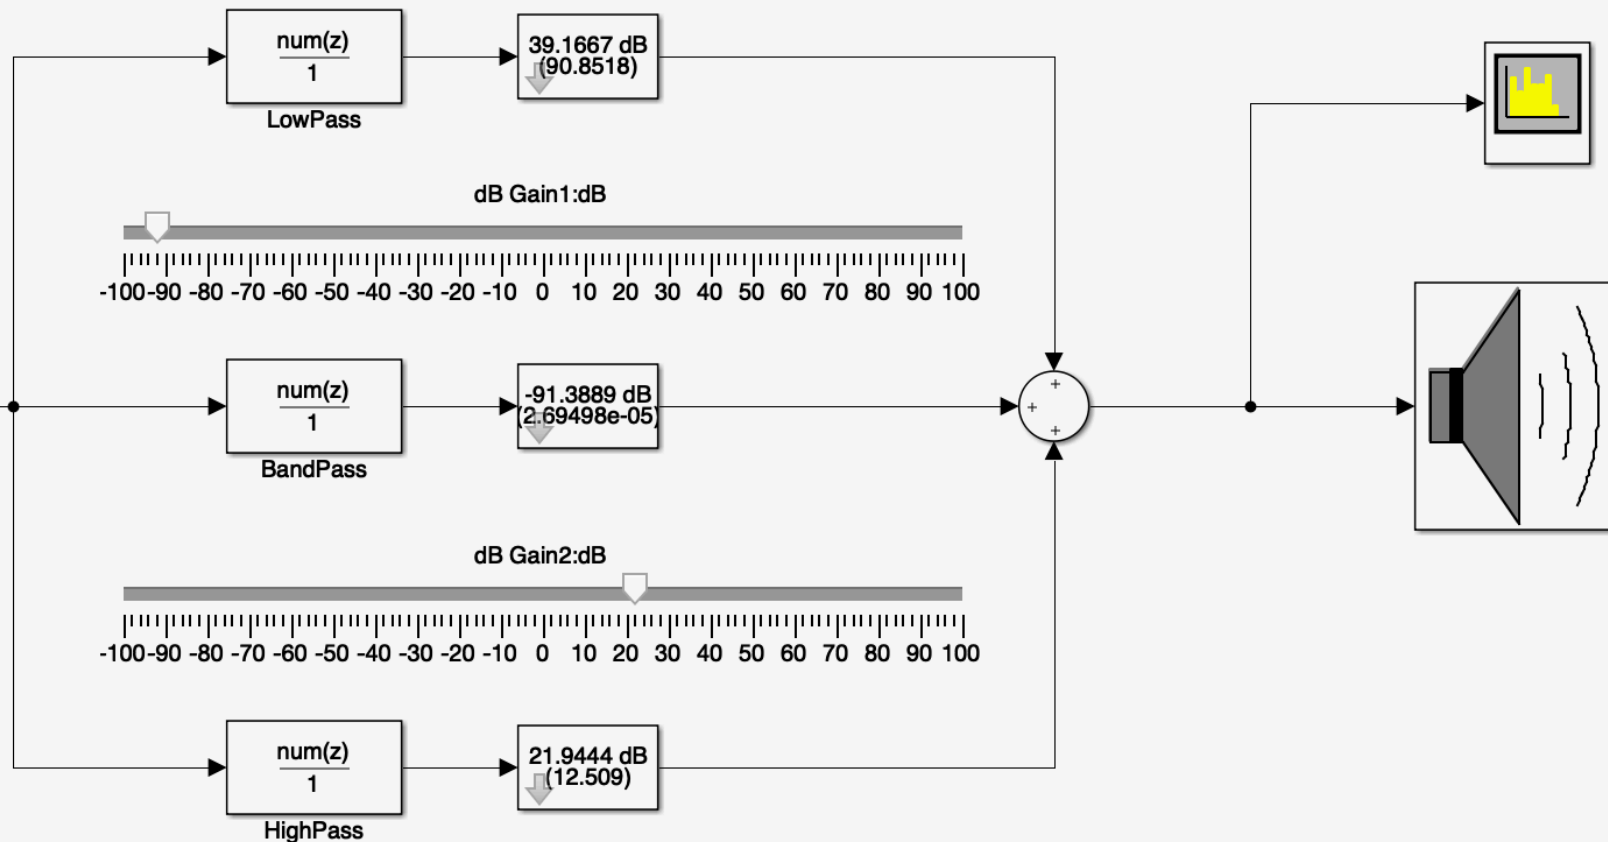 num(z)
1
LowPass
39.1667 dB
(90.8518)
dB Gain1:dB
-100 -90 -80 -70 -60 -50 -40 -30 -20 -10 0 10 20 30 40 50 60 70 80 90 100
num(z)
1
BandPass
-91.3889 dB
(2.69498e-05)
+
+
+
dB Gain2:dB
-100 -90 -80 -70 -60 -50 -40 -30 -20 -10 0 10 20 30 40 50 60 70 80 90 100
num(z)
1
HighPass
21.9444 dB
(12.509)